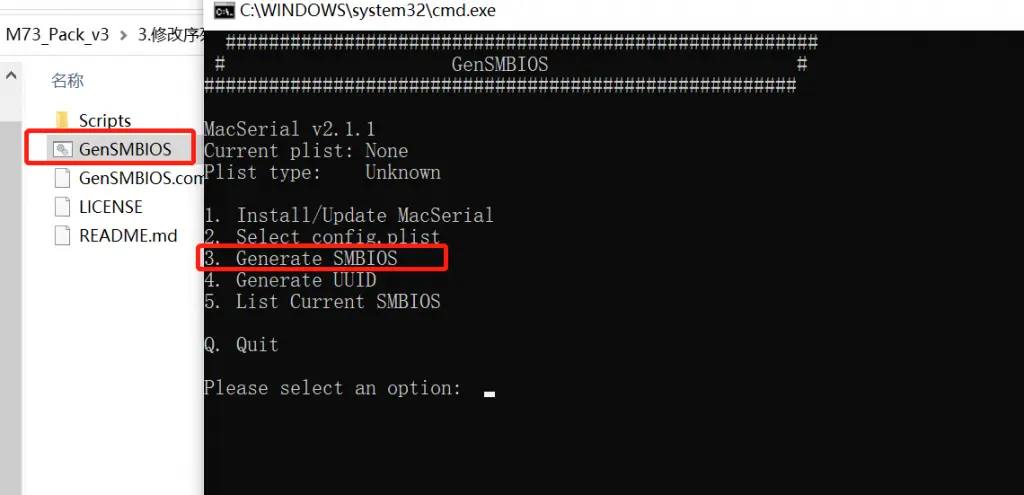 C:\WINDOWS\system32\cmd.exe
M73_Pack_v3 > 3.修改序列
名称
Scripts
GenSMBIOS
GenSMBIOS.com
LICENSE
README.md
#######################################################
# GenSMBIOS #
#######################################################
MacSerial v2.1.1
Current plist: None
Plist type: Unknown
1. Install/Update MacSerial
2. Select config.plist
3. Generate SMBIOS
4. Generate UUID
5. List Current SMBIOS
Q. Quit
Please select an option: